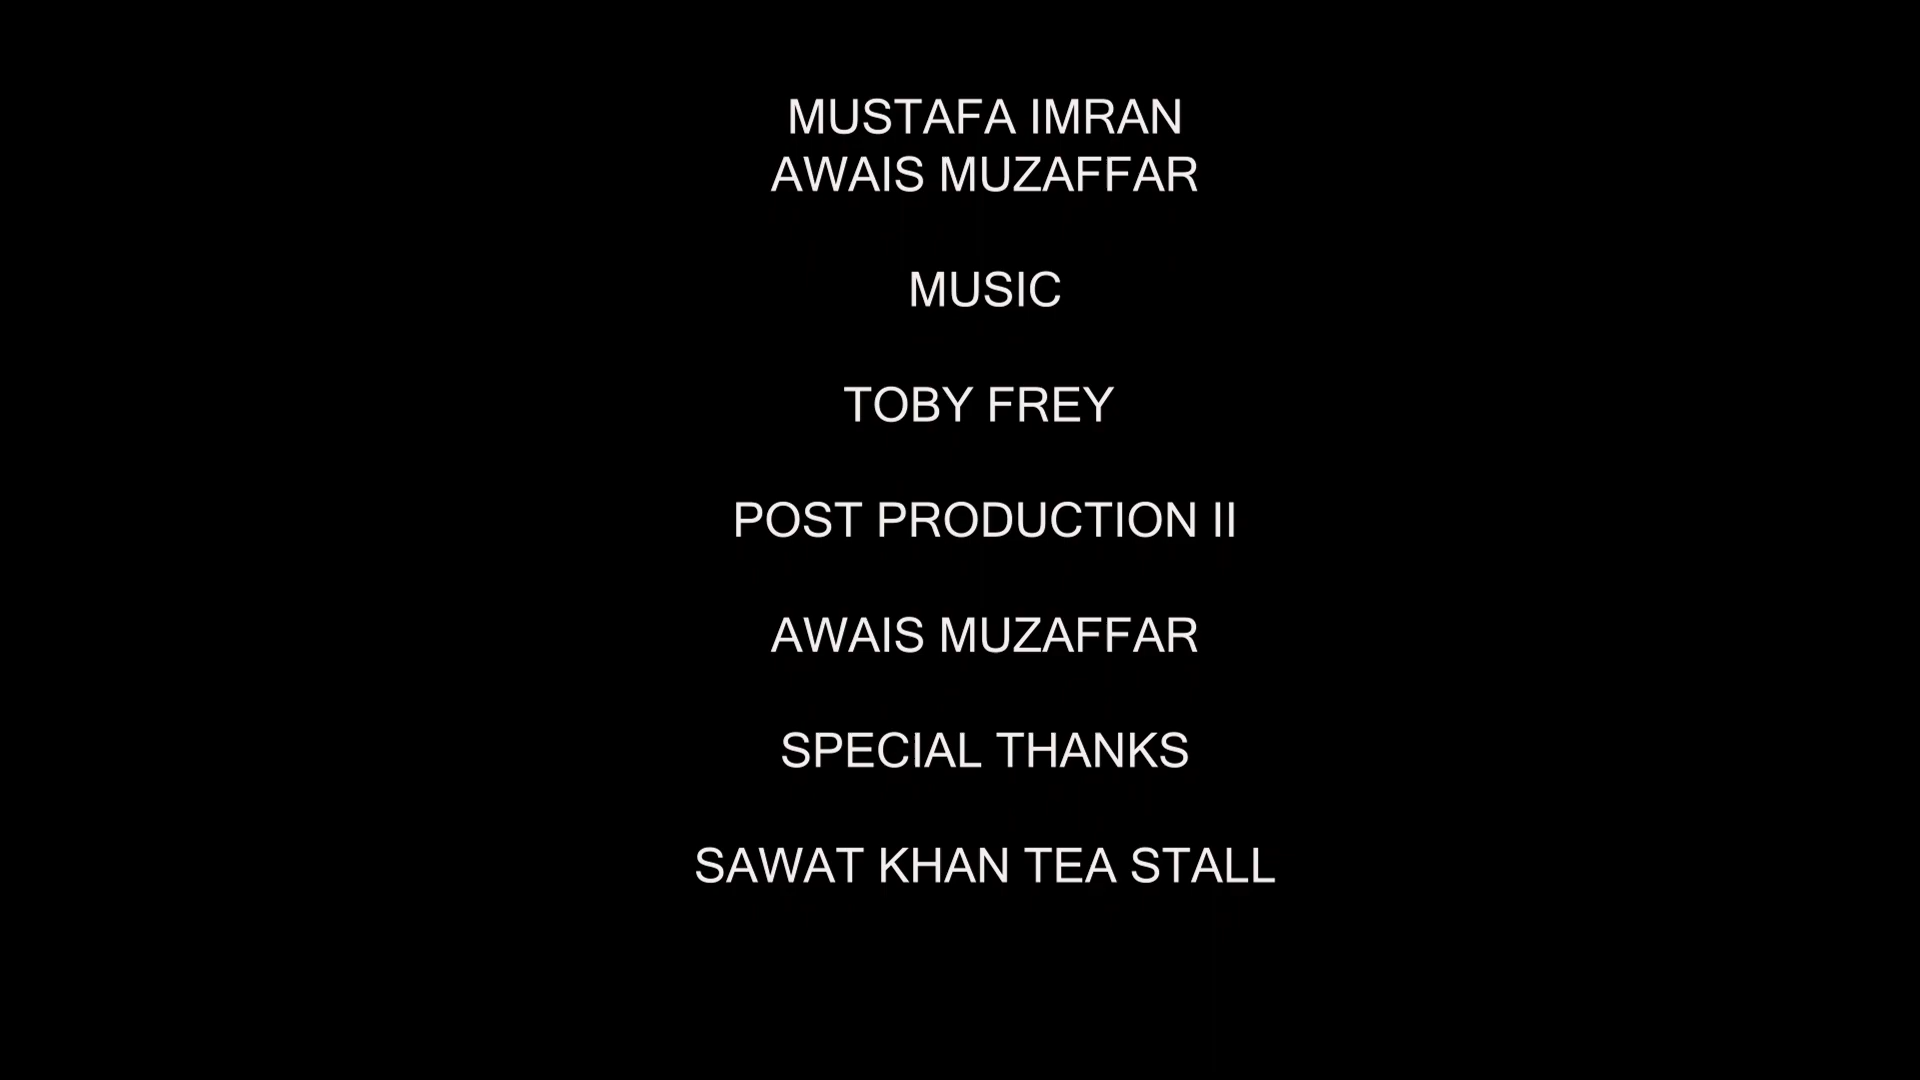 MUSTAFA IMRAN
AWAIS MUZAFFAR
MUSIC
TOBY FREY
POST PRODUCTION II
AWAIS MUZAFFAR
SPECIAL THANKS
SAWAT KHAN TEA STALL